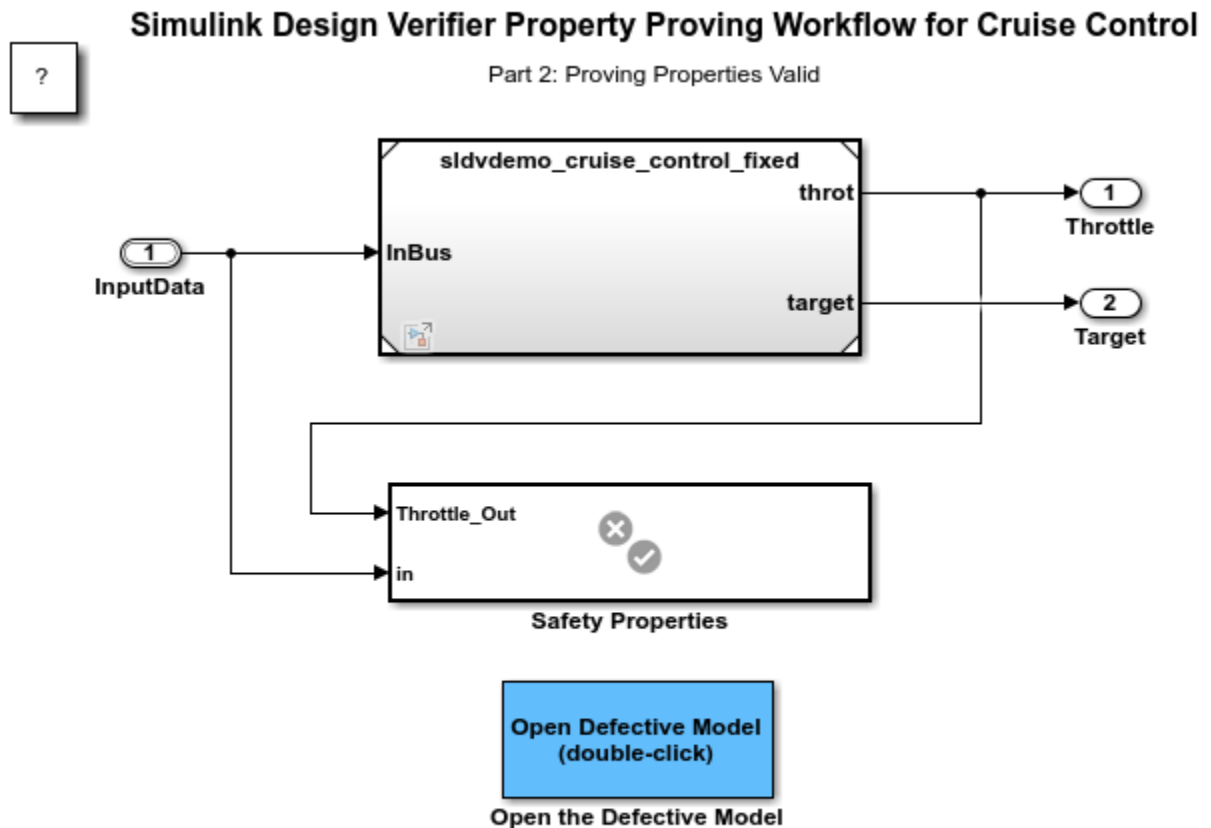 Simulink Design Verifier Property Proving Workflow for Cruise Control
Part 2: Proving Properties Valid
?
sldvdemo_cruise_control_fixed
throt
1
Throttle
1
InBus
InputData
target
2
Target
Throttle_Out
in
Safety Properties
Open Defective Model
(double-click)
Open the Defective Model